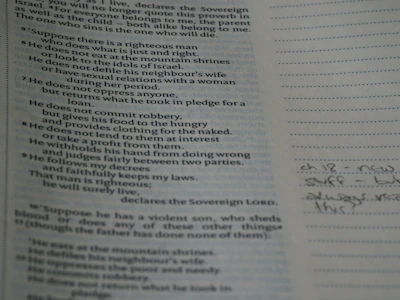 as I live, declares the Sovereign
you will no longer quote this proverb in
Israel. ⁴For everyone belongs to me, the parent
as well as the child – both alike belong to me.
The one who sins is the one who will die.
⁵'Suppose there is a righteous man
who does what is just and right.
⁶He does not eat at the mountain shrines
or look to the idols of Israel.
He does not defile his neighbour's wife
or have sexual relations with a woman
during her period.
⁷He does not oppress anyone,
but returns what he took in pledge for a
loan.
He does not commit robbery,
but gives his food to the hungry
and provides clothing for the naked.
⁸He does not lend to them at interest
or take a profit from them.
He withholds his hand from doing wrong
and judges fairly between two parties.
⁹He follows my decrees
and faithfully keeps my laws.
That man is righteous;
he will surely live,
declares the Sovereign LORD.
¹⁰'Suppose he has a violent son, who sheds
blood or does any of these other things
¹¹(though the father has done none of them):
'He eats at the mountain shrines.
He defiles his neighbour's wife.
¹²He oppresses the poor and needy.
He commits robbery.
He does not return what he took in
pledge.
ch 18 – new
stuff – but
always
this.